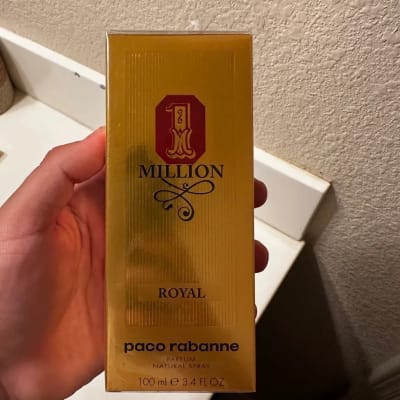 1
MILLION
ROYAL
paco rabanne
PARFUM
NATURAL SPRAY
100 ml ℮ 3.4 FL OZ